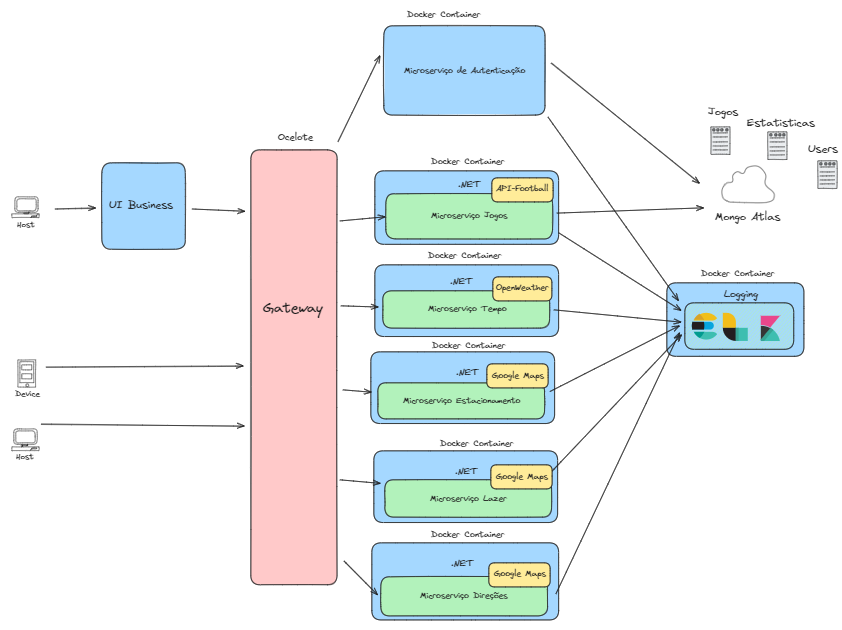 Docker Container
Microserviço de Autenticação
Ocelote
Jogos
Estatisticas
Users
Mongo Atlas
Host
UI Business
Gateway
Docker Container
.NET
API-Football
Microserviço Jogos
Docker Container
.NET
OpenWeather
Microserviço Tempo
Docker Container
Logging
ELK
Docker Container
.NET
Google Maps
Microserviço Estacionamento
Device
Host
Docker Container
.NET
Google Maps
Microserviço Lazer
Docker Container
.NET
Google Maps
Microserviço Direções